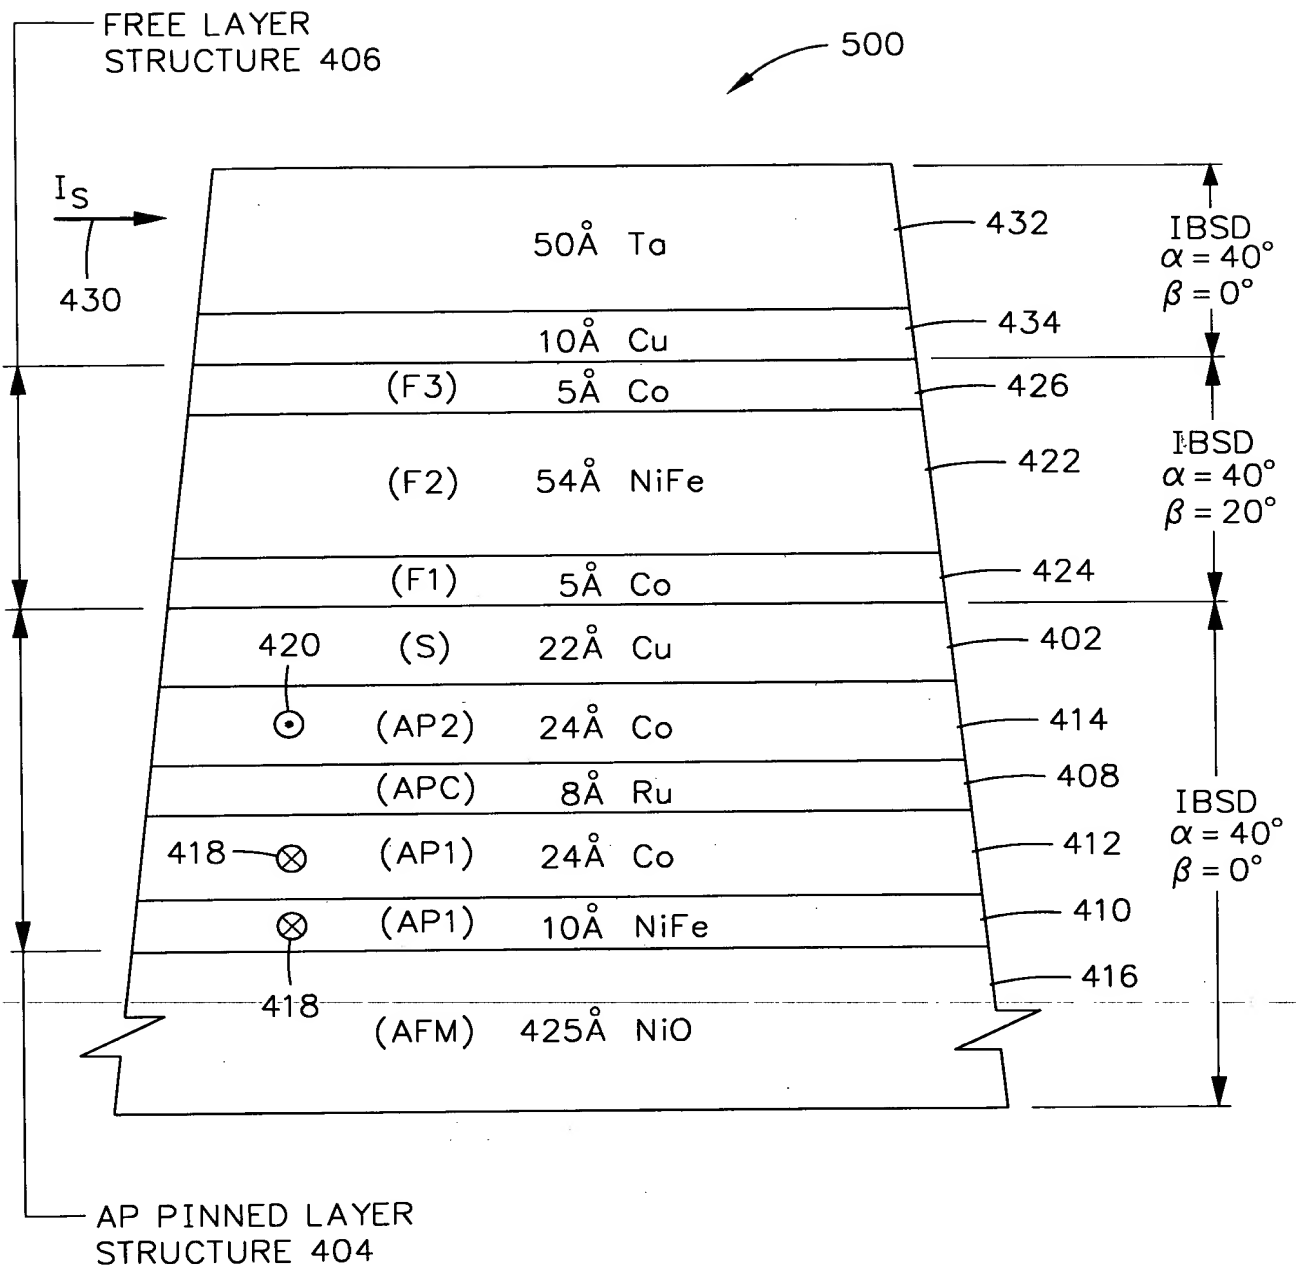 FREE LAYER
STRUCTURE 406
500
I_S
430
50Å Ta
432
IBSD
α = 40°
β = 0°
10Å Cu
434
(F3) 5Å Co
426
(F2) 54Å NiFe
422
IBSD
α = 40°
β = 20°
(F1) 5Å Co
424
420
(S) 22Å Cu
402
(AP2) 24Å Co
414
(APC) 8Å Ru
408
IBSD
α = 40°
β = 0°
418
(AP1) 24Å Co
412
(AP1) 10Å NiFe
410
418
416
(AFM) 425Å NiO
AP PINNED LAYER
STRUCTURE 404